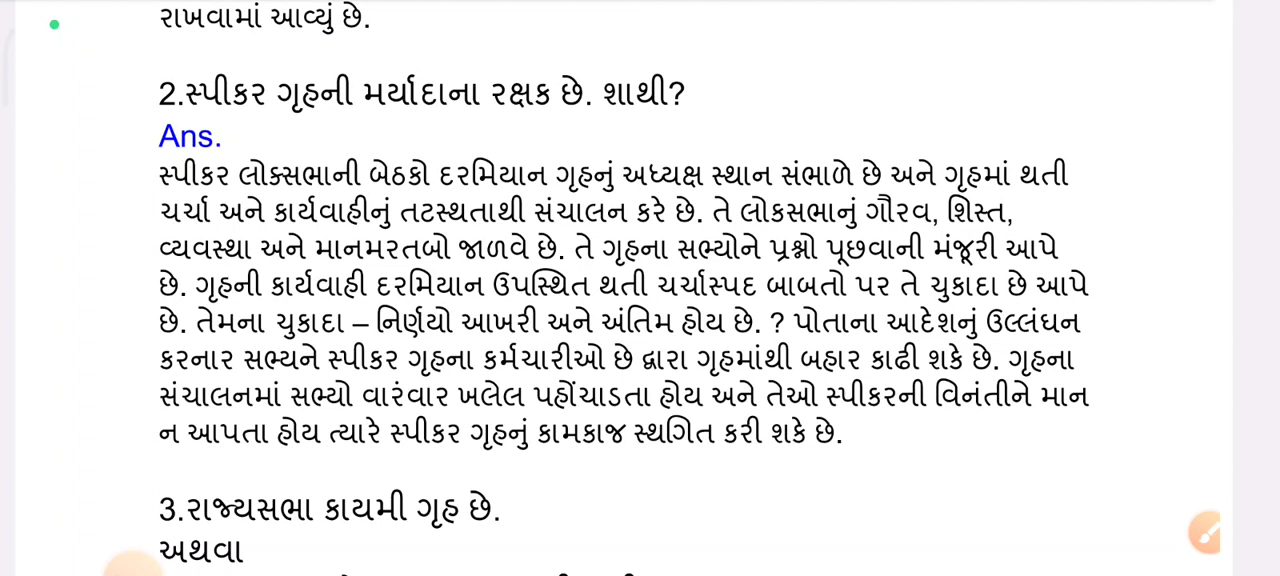 રાખવામાં આવ્યું છે.
2.સ્પીકર ગૃહની મર્યાદાના રક્ષક છે. શાથી?
Ans.
સ્પીકર લોક્સભાની બેઠકો દરમિયાન ગૃહનું અધ્યક્ષ સ્થાન સંભાળે છે અને ગૃહમાં થતી
ચર્ચા અને કાર્યવાહીનું તટસ્થતાથી સંચાલન કરે છે. તે લોકસભાનું ગૌરવ, શિસ્ત,
વ્યવસ્થા અને માનમરતબો જાળવે છે. તે ગૃહના સભ્યોને પ્રશ્નો પૂછવાની મંજૂરી આપે
છે. ગૃહની કાર્યવાહી દરમિયાન ઉપસ્થિત થતી ચર્ચાસ્પદ બાબતો પર તે ચુકાદા છે આપે
છે. તેમના ચુકાદા – નિર્ણયો આખરી અને અંતિમ હોય છે. ? પોતાના આદેશનું ઉલ્લંઘન
કરનાર સભ્યને સ્પીકર ગૃહના કર્મચારીઓ છે દ્વારા ગૃહમાંથી બહાર કાઢી શકે છે. ગૃહના
સંચાલનમાં સભ્યો વારંવાર ખલેલ પહોંચાડતા હોય અને તેઓ સ્પીકરની વિનંતીને માન
ન આપતા હોય ત્યારે સ્પીકર ગૃહનું કામકાજ સ્થગિત કરી શકે છે.
3.રાજ્યસભા કાયમી ગૃહ છે.
અથવા